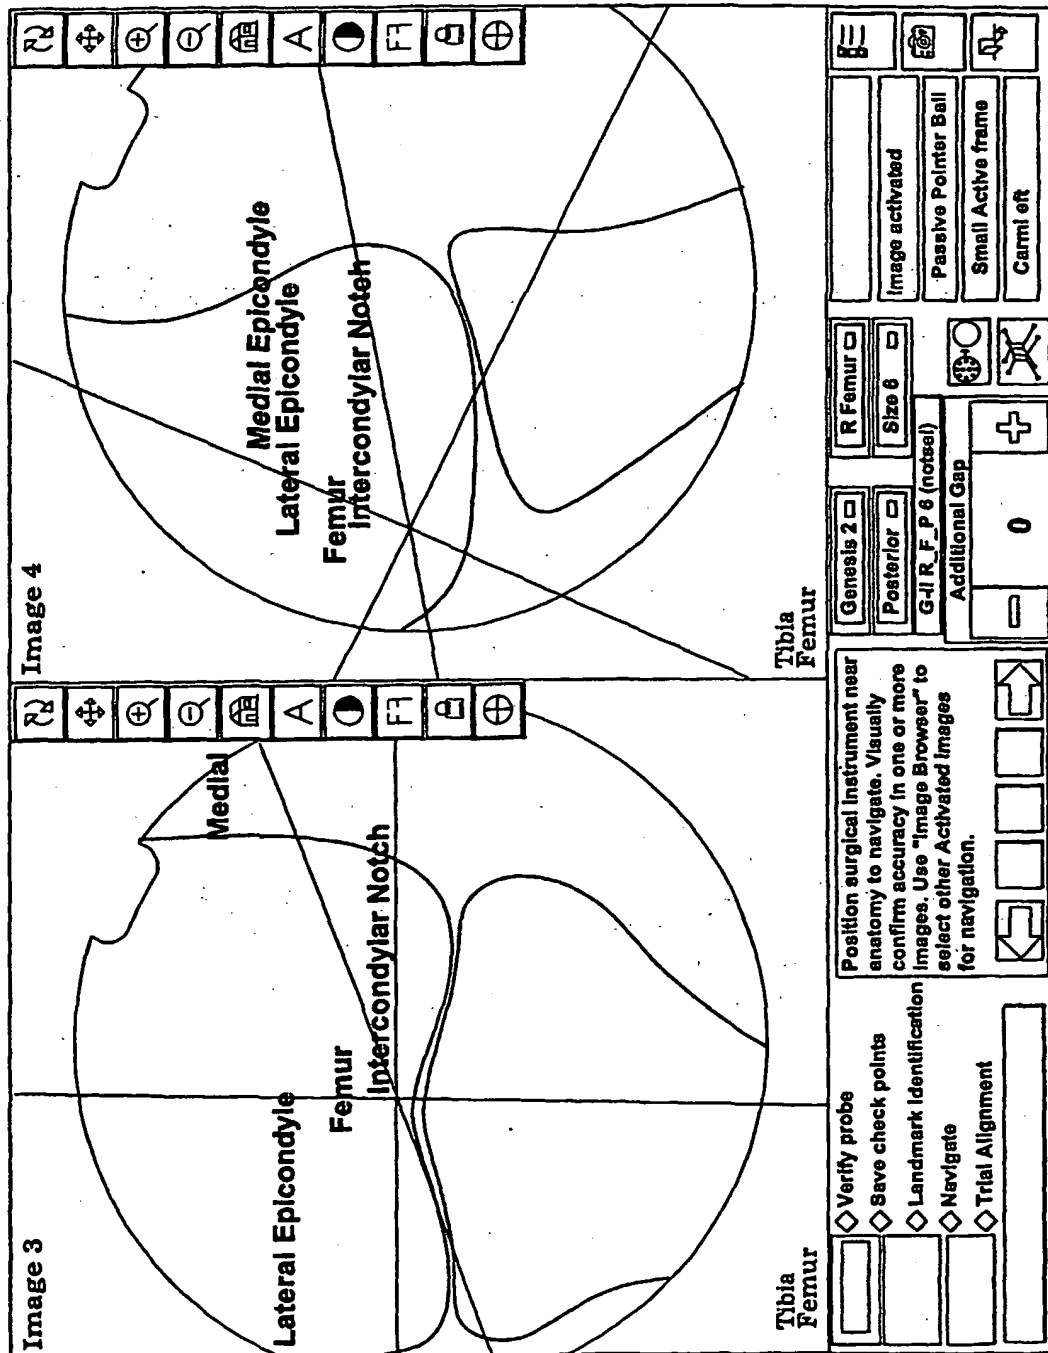 Image 3
Lateral Epicondyle
Medial
Femur
Intercondylar Notch
Tibia
Femur
A
Image 4
Medial Epicondyle
Lateral Epicondyle
Femur
Intercondylar Notch
Tibia
Femur
A
Verify probe
Save check points
Landmark Identification
Navigate
Trial Alignment
Position surgical instrument near
anatomy to navigate. Visually
confirm accuracy in one or more
images. Use "Image Browser" to
select other Activated Images
for navigation.
Genesis 2
R Femur
Posterior
Size 6
G-II R_F_P 6 (notsel)
Additional Gap
−
0
+
Image activated
Passive Pointer Ball
Small Active frame
Carml eft